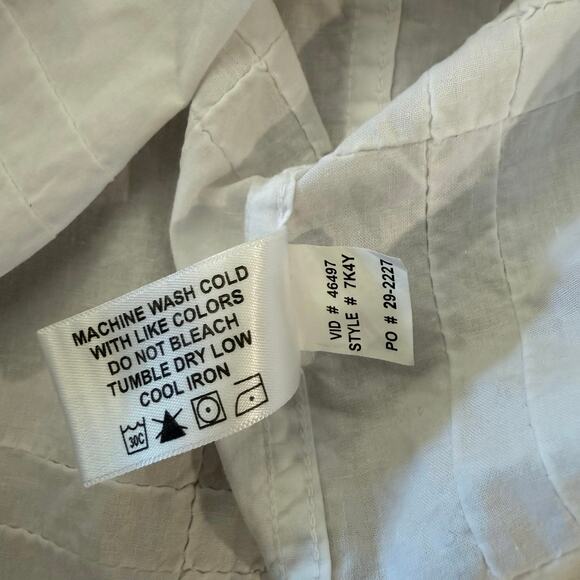 MACHINE WASH COLD
WITH LIKE COLORS
DO NOT BLEACH
TUMBLE DRY LOW
COOL IRON
30C
VID # 46497
STYLE # 7K4Y
PO # 29-2227